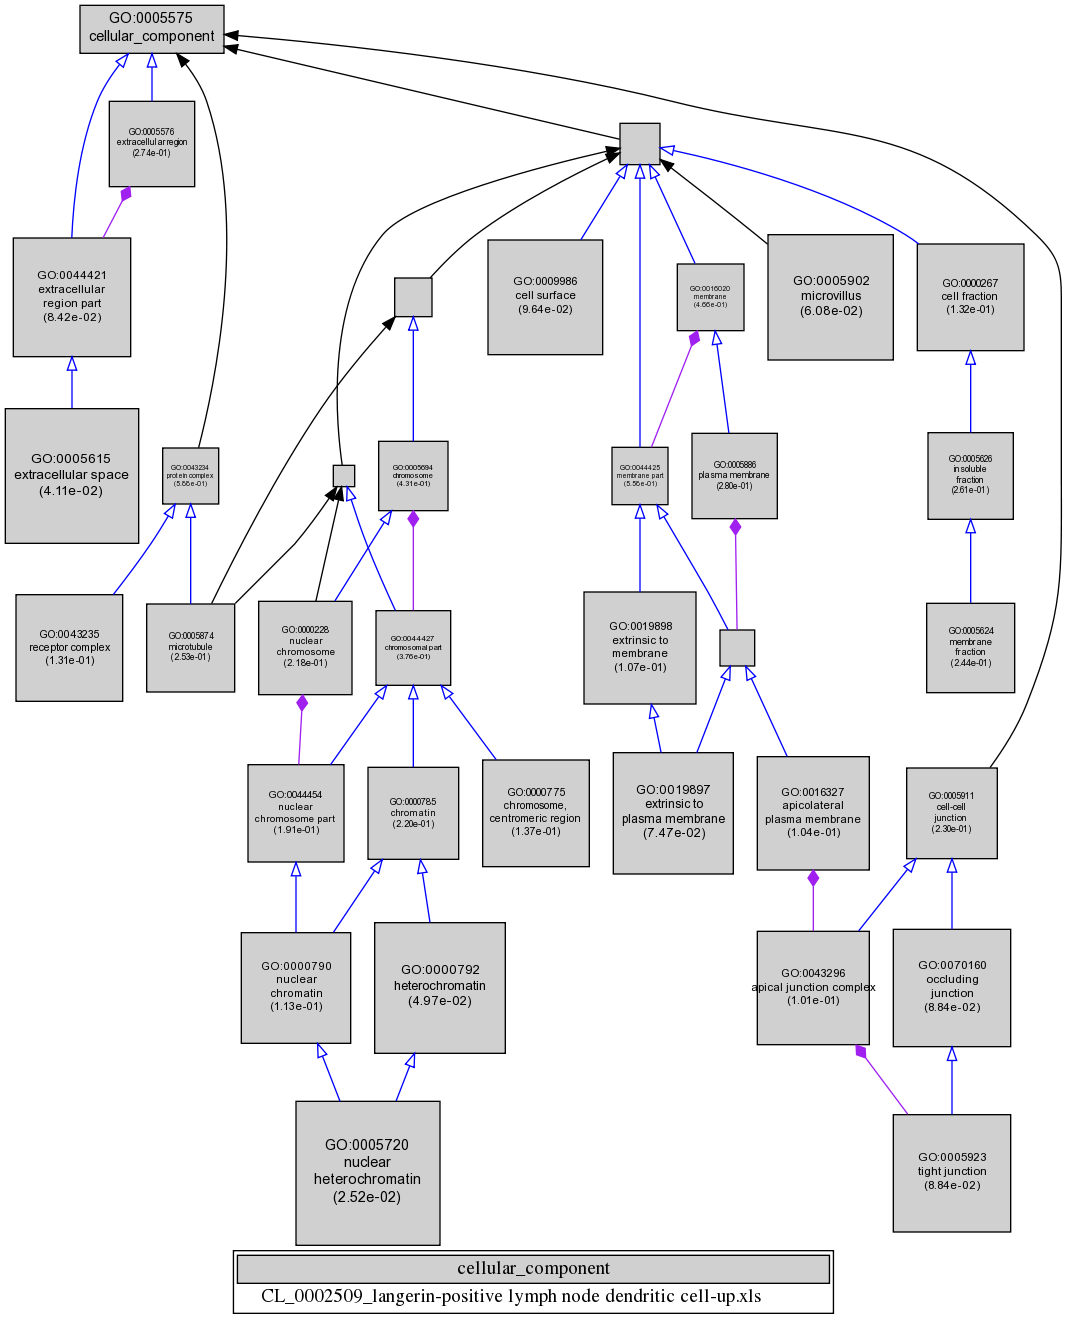 GO:0005575
cellular_component
GO:0005576
extracellular region
(2.74e-01)
GO:0044421
extracellular
region part
(8.42e-02)
GO:0009986
cell surface
(9.64e-02)
GO:0016020
membrane
(4.66e-01)
GO:0005902
microvillus
(6.08e-02)
GO:0000267
cell fraction
(1.32e-01)
GO:0005615
extracellular space
(4.11e-02)
GO:0043234
protein complex
(5.66e-01)
GO:0005694
chromosome
(4.31e-01)
GO:0044425
membrane part
(5.56e-01)
GO:0005886
plasma membrane
(2.80e-01)
GO:0005626
insoluble
fraction
(2.61e-01)
GO:0043235
receptor complex
(1.31e-01)
GO:0005874
microtubule
(2.53e-01)
GO:0000228
nuclear
chromosome
(2.18e-01)
GO:0044427
chromosomal part
(3.76e-01)
GO:0019898
extrinsic to
membrane
(1.07e-01)
GO:0005624
membrane
fraction
(2.44e-01)
GO:0044454
nuclear
chromosome part
(1.91e-01)
GO:0000785
chromatin
(2.20e-01)
GO:0000775
chromosome,
centromeric region
(1.37e-01)
GO:0019897
extrinsic to
plasma membrane
(7.47e-02)
GO:0016327
apicolateral
plasma membrane
(1.04e-01)
GO:0005911
cell-cell
junction
(2.30e-01)
GO:0000790
nuclear
chromatin
(1.13e-01)
GO:0000792
heterochromatin
(4.97e-02)
GO:0043296
apical junction complex
(1.01e-01)
GO:0070160
occluding
junction
(8.84e-02)
GO:0005720
nuclear
heterochromatin
(2.52e-02)
GO:0005923
tight junction
(8.84e-02)
cellular_component
CL_0002509_langerin-positive lymph node dendritic cell-up.xls